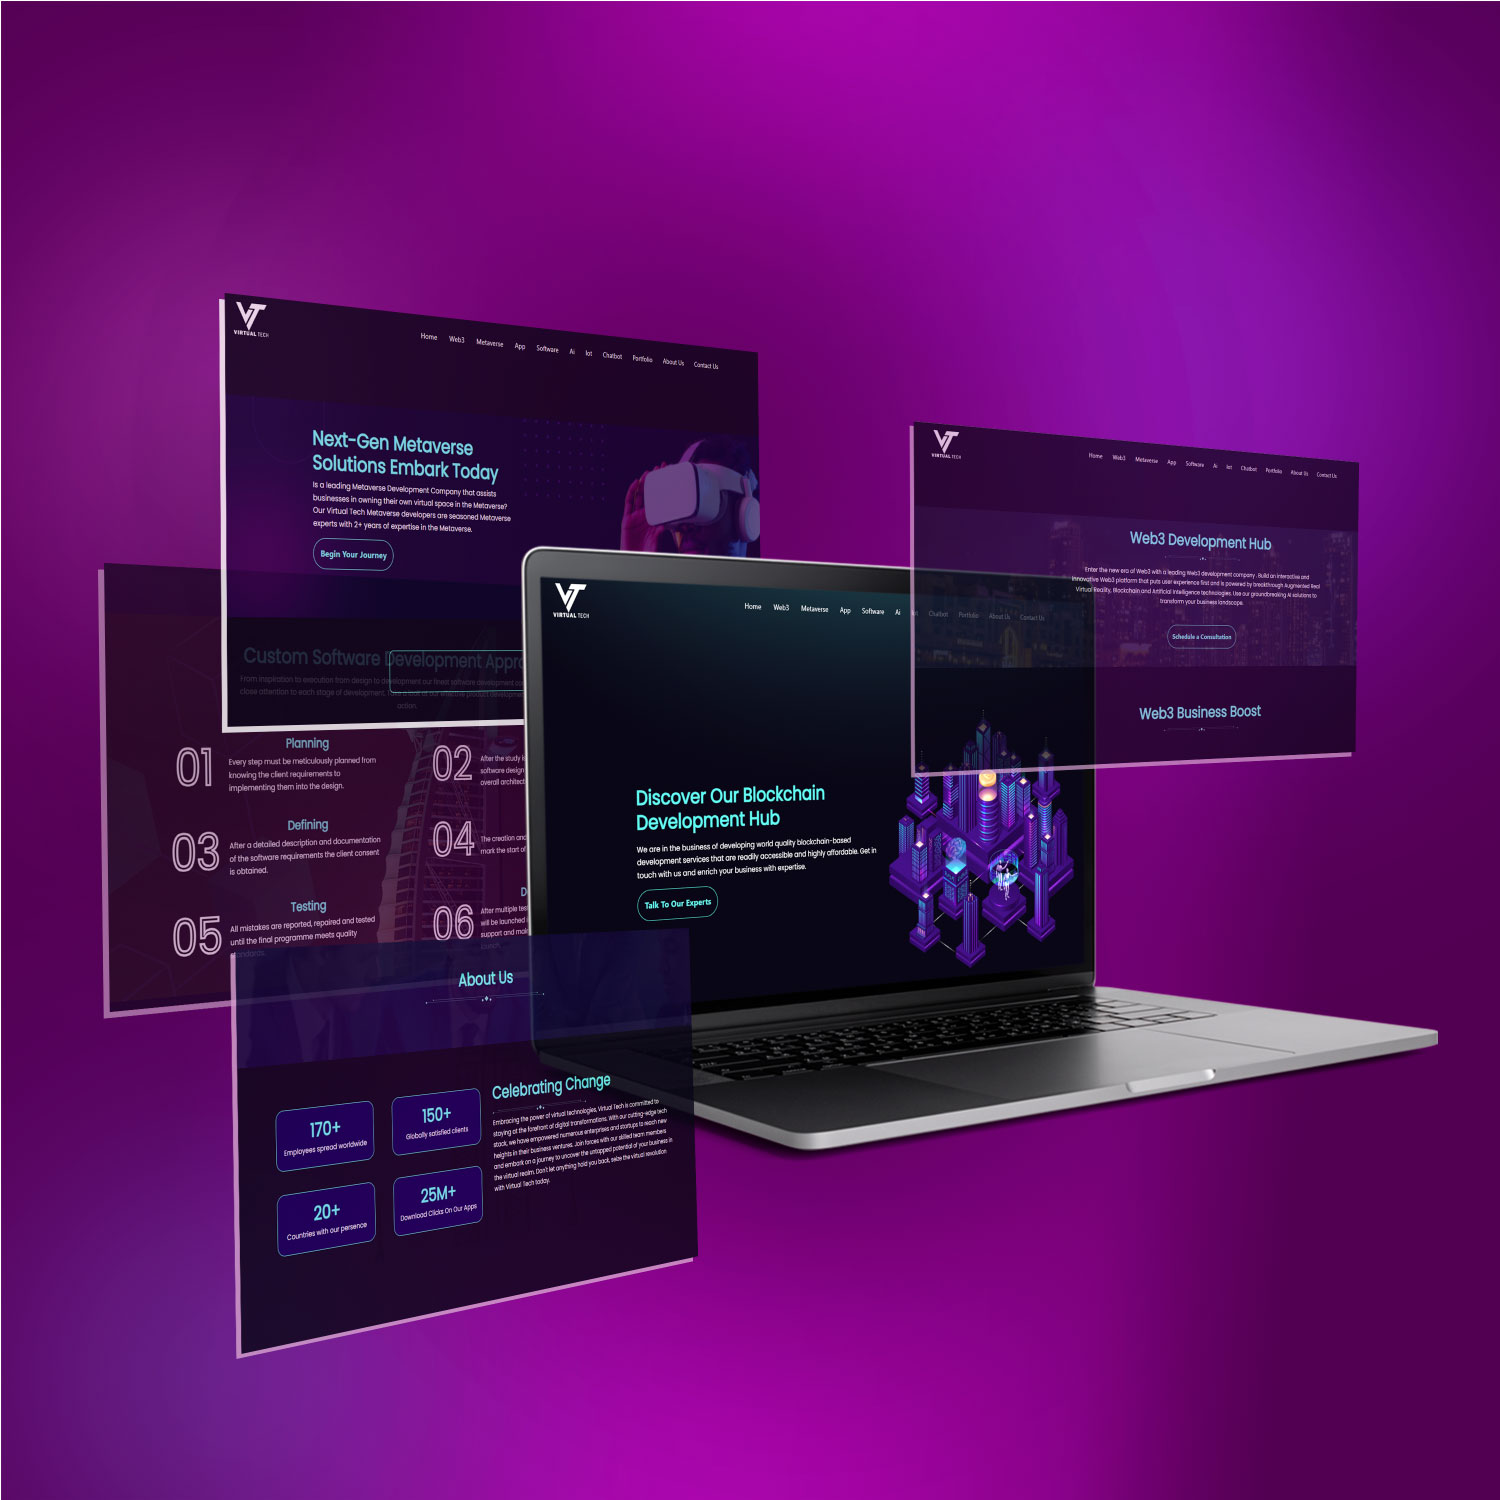 VIRTUAL TECH
Home Web3 Metaverse App Software Ai Iot Chatbot Portfolio About Us Contact Us
Next-Gen Metaverse
Solutions Embark Today
Is a leading Metaverse Development Company that assists
businesses in owning their own virtual space in the Metaverse?
Our Virtual Tech Metaverse developers are seasoned Metaverse
experts with 2+ years of expertise in the Metaverse.
Begin Your Journey
VIRTUAL TECH
Home Web3 Metaverse App Software Ai Iot Chatbot Portfolio About Us Contact Us
Web3 Development Hub
Enter the new era of Web3 with a leading Web3 development company. Build an interactive and
innovative Web3 platform that puts user experience first and is powered by breakthrough Augmented Real
Virtual Reality, Blockchain and Artificial Intelligence technologies. Use our groundbreaking AI solutions to
transform your business landscape.
Schedule a Consultation
Web3 Business Boost
Custom Software Development Appro
From inspiration to execution from design to development our finest software development
close attention to each stage of development.
action.
01
Planning
Every step must be meticulously planned from
knowing the client requirements to
implementing them into the design.
02
After the study i
software design
overall architect
03
Defining
After a detailed description and documentation
of the software requirements the client consent
is obtained.
04
The creation and
mark the start of
05
Testing
All mistakes are reported, repaired and tested
until the final programme meets quality
standards.
06
D
After multiple test
will be launched i
support and mak
VIRTUAL TECH
Home Web3 Metaverse App Software Ai Chatbot Portfolio About Us Contact Us
Discover Our Blockchain
Development Hub
We are in the business of developing world quality blockchain-based
development services that are readily accessible and highly affordable. Get in
touch with us and enrich your business with expertise.
Talk To Our Experts
About Us
170+
Employees spread worldwide
150+
Globally satisfied clients
20+
Countries with our persence
25M+
Download Clicks On Our Apps
Celebrating Change
Embracing the power of virtual technologies, Virtual Tech is committed to
staying at the forefront of digital transformations. With our cutting-edge tech
stack, we have empowered numerous enterprises and startups to reach new
heights in their business ventures. Join forces with our skilled team members
and embark on a journey to uncover the untapped potential of your business in
the virtual realm. Don't let anything hold you back, seize the virtual revolution
with Virtual Tech today.